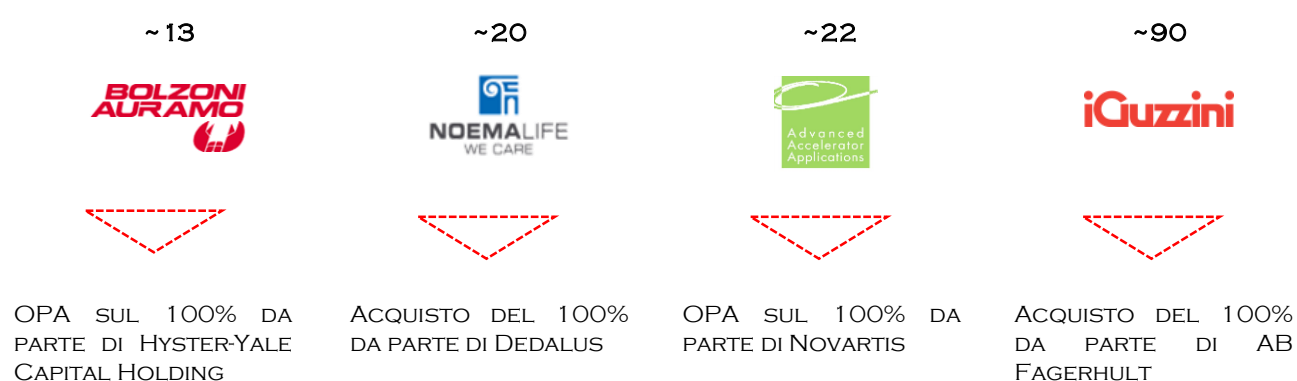 ~13
~20
~22
~90
BOLZONI
AURAMO
NOEMALIFE
WE CARE
Advanced
Accelerator
Applications
iGuzzini
OPA SUL 100% DA
PARTE DI HYSTER-YALE
CAPITAL HOLDING
ACQUISTO DEL 100%
DA PARTE DI DEDALUS
OPA SUL 100% DA
PARTE DI NOVARTIS
ACQUISTO DEL 100%
DA PARTE DI AB
FAGERHULT